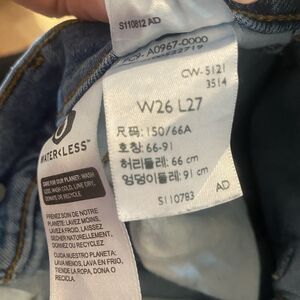 S110812 AD
A0967-0000
CW-5121
3514
W26 L27
尺码: 150/66A
호칭: 66-91
허리둘레: 66 cm
엉덩이둘레: 91 cm
S110783 AD
WATER<LESS™
CARE FOR OUR PLANET: WASH
LESS, WASH COLD, LINE DRY,
DONATE OR RECYCLE
PRENEZ SOIN DE NOTRE
PLANÈTE: LAVEZ MOINS,
LAVEZ A FROID, LAISSEZ
SÉCHER NATURELLEMENT,
DONNEZ OU RECYCLEZ
CUIDA NUESTRO PLANETA:
LAVA MENOS, LAVA EN FRÍO,
TIENDE LA ROPA, DONA O
RECICLA